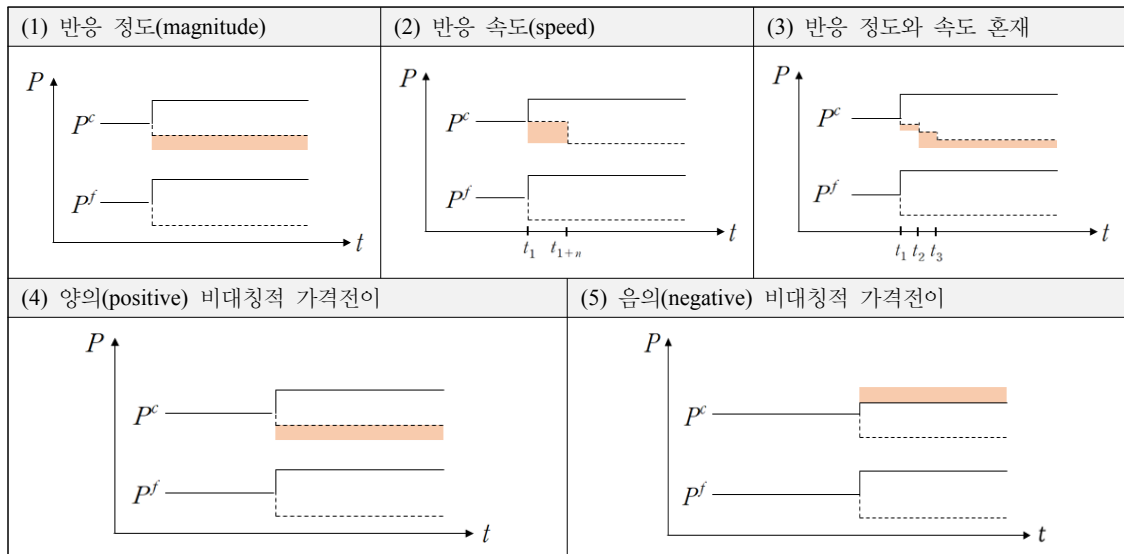 (1) 반응 정도(magnitude)
(2) 반응 속도(speed)
(3) 반응 정도와 속도 혼재
P
P^c
P^f
t
P
P^c
P^f
t
t_1 t_{1+n}
P
P^c
P^f
t
t_1 t_2 t_3
(4) 양의(positive) 비대칭적 가격전이
(5) 음의(negative) 비대칭적 가격전이
P
P^c
P^f
t
P
P^c
P^f
t